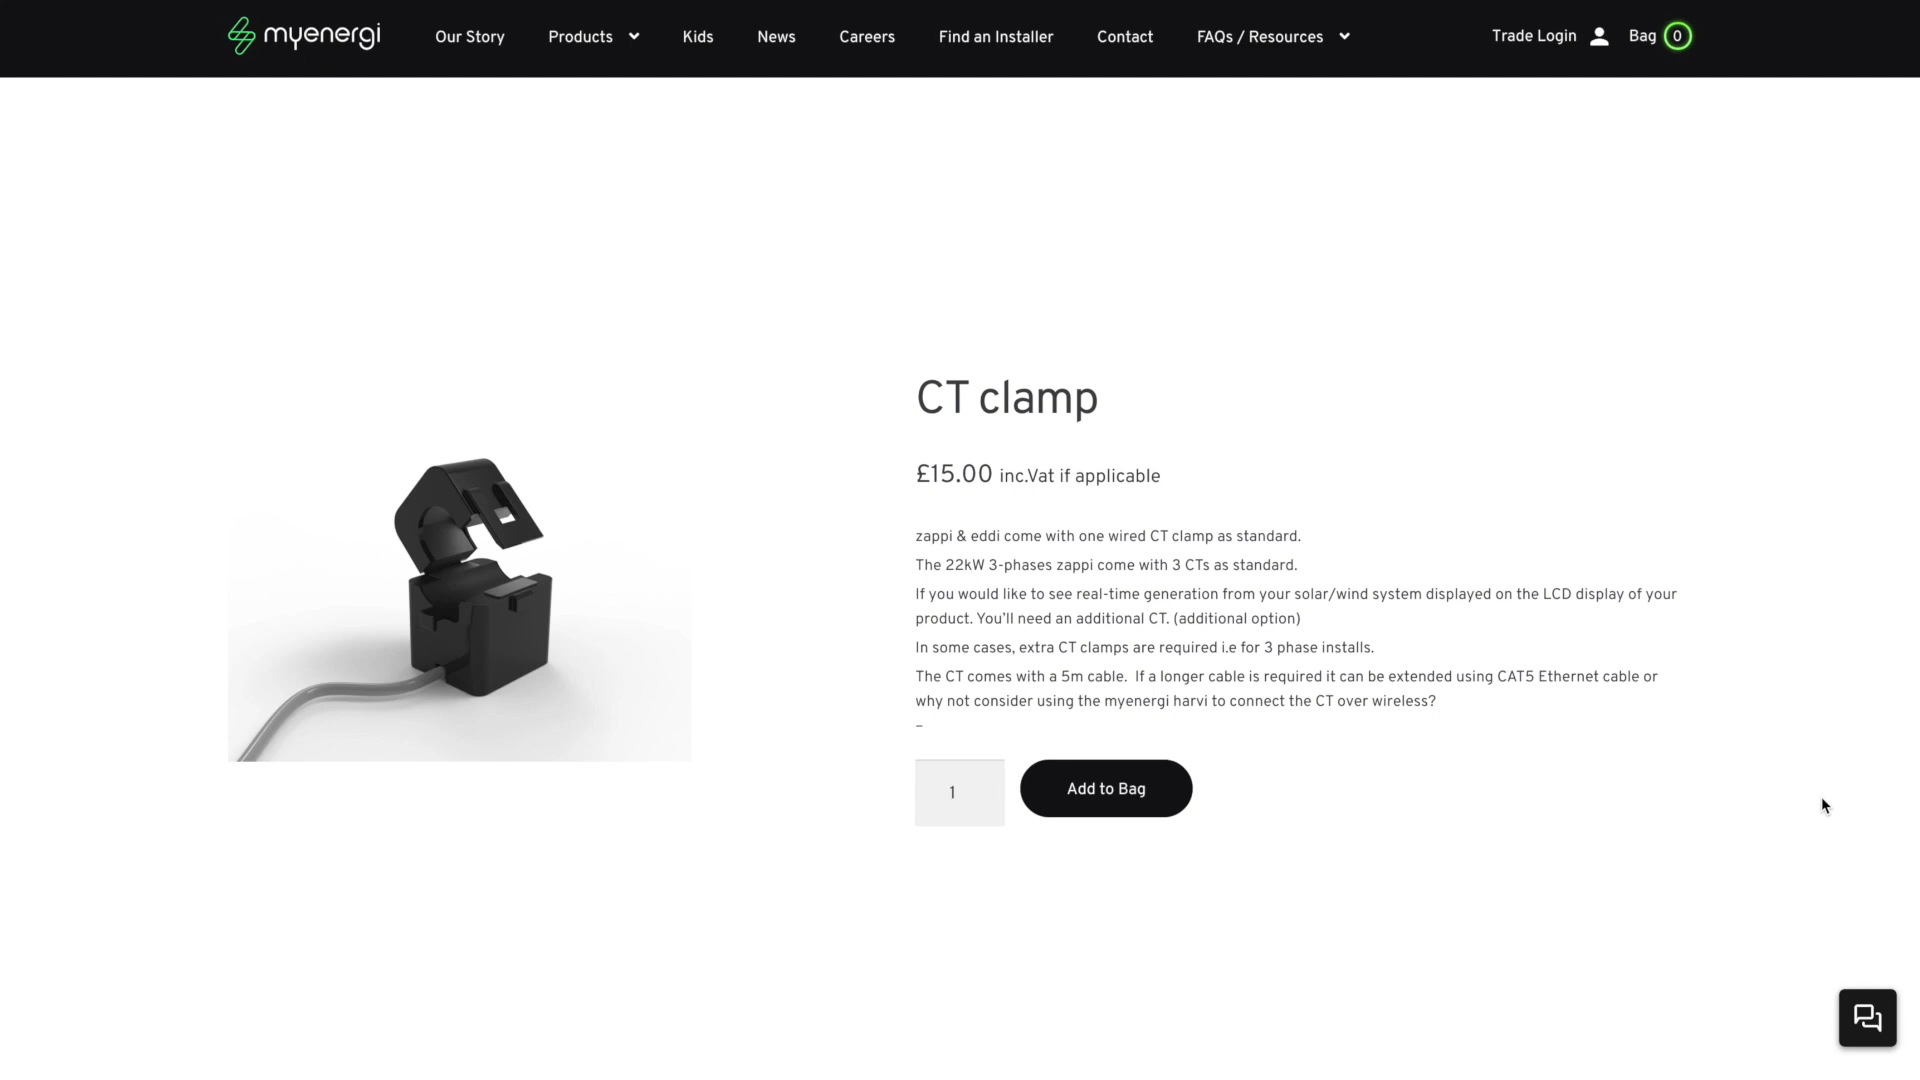 myenergi Our Story Products Kids News Careers Find an Installer Contact FAQs / Resources Trade Login Bag 0
CT clamp
£15.00 inc.Vat if applicable
zappi & eddi come with one wired CT clamp as standard.
The 22kW 3-phases zappi come with 3 CTs as standard.
If you would like to see real-time generation from your solar/wind system displayed on the LCD display of your
product. You’ll need an additional CT. (additional option)
In some cases, extra CT clamps are required i.e for 3 phase installs.
The CT comes with a 5m cable. If a longer cable is required it can be extended using CAT5 Ethernet cable or
why not consider using the myenergi harvi to connect the CT over wireless?
–
1 Add to Bag